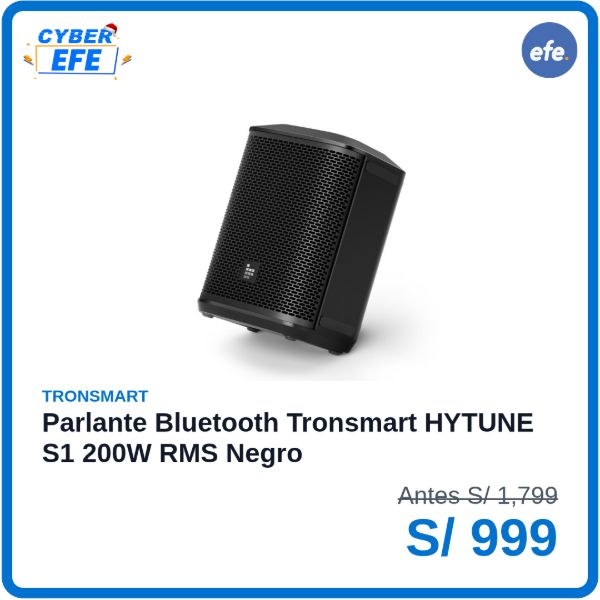 CYBER
EFE
efe.
TRONSMART
Parlante Bluetooth Tronsmart HYTUNE
S1 200W RMS Negro
Antes S/ 1,799
S/ 999